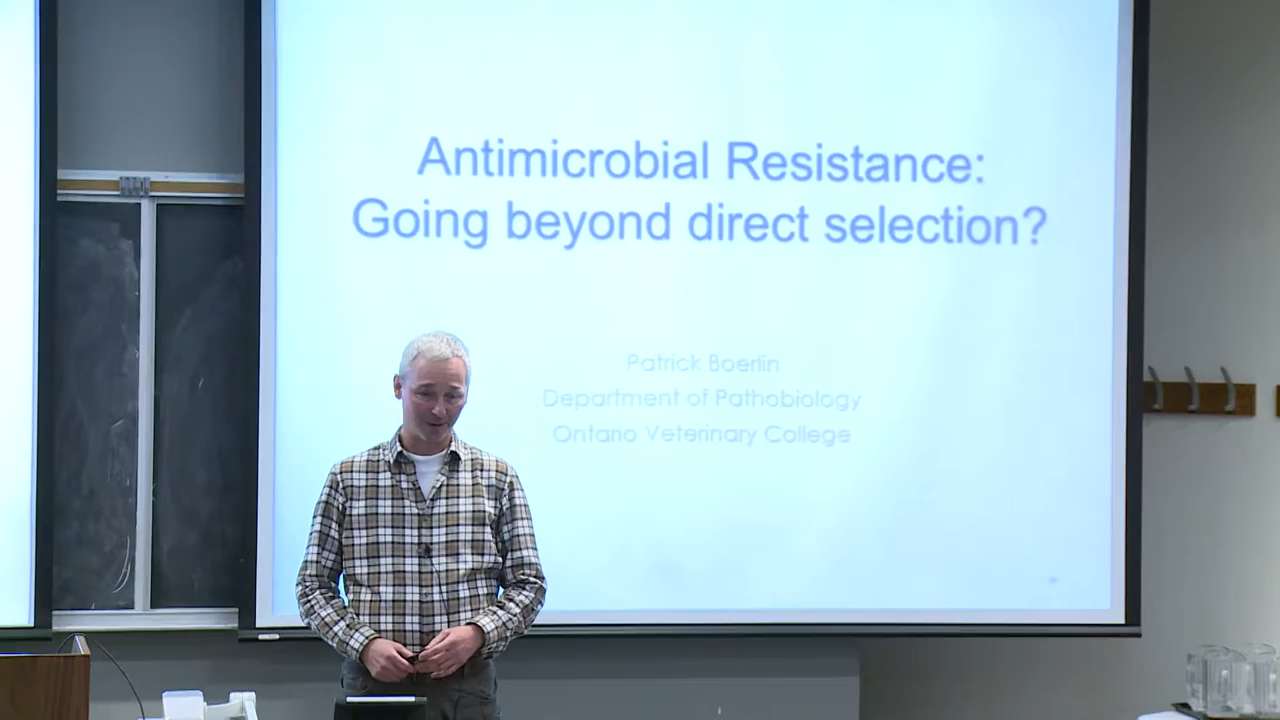 Antimicrobial Resistance:
Going beyond direct selection?
Patrick Boerlin
Department of Pathobiology
Ontario Veterinary College